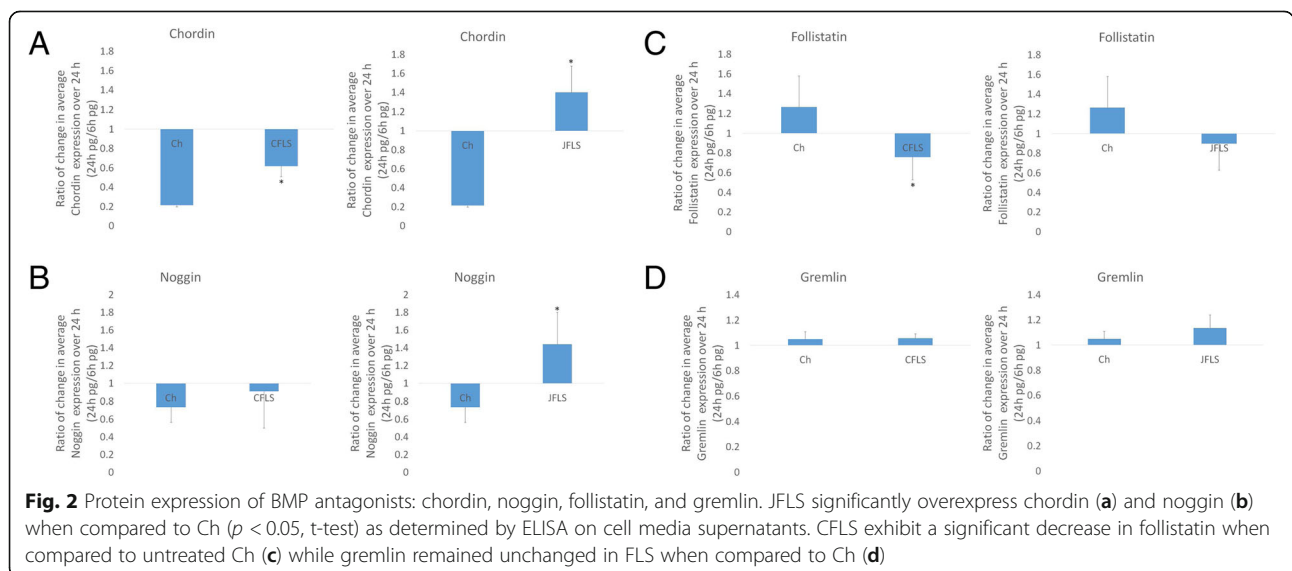 A
Chordin
Ratio of change in average
Chordin expression over 24 h
(24h pg/6h pg)
1.8
1.6
1.4
1.2
1
0.8
0.6
0.4
0.2
0
Ch
CFLS
*
Chordin
Ratio of change in average
Chordin expression over 24 h
(24h pg/6h pg)
1.8
1.6
1.4
1.2
1
0.8
0.6
0.4
0.2
0
Ch
JFLS
*
C
Follistatin
Ratio of change in average
Follistatin expression over 24 h
(24h pg/6h pg)
1.8
1.6
1.4
1.2
1
0.8
0.6
0.4
0.2
0
Ch
CFLS
*
Follistatin
Ratio of change in average
Follistatin expression over 24 h
(24h pg/6h pg)
1.8
1.6
1.4
1.2
1
0.8
0.6
0.4
0.2
0
Ch
JFLS
B
Noggin
Ratio of change in average
Noggin expression over 24 h
(24h pg/6h pg)
2
1.8
1.6
1.4
1.2
1
0.8
0.6
0.4
0.2
0
Ch
CFLS
Noggin
Ratio of change in average
Noggin expression over 24 h
(24h pg/6h pg)
2
1.8
1.6
1.4
1.2
1
0.8
0.6
0.4
0.2
0
Ch
JFLS
*
D
Gremlin
Ratio of change in average
Gremlin expression over 24 h
(24h pg/6h pg)
1.4
1.2
1
0.8
0.6
0.4
0.2
0
Ch
CFLS
Gremlin
Ratio of change in average
Gremlin expression over 24 h
(24h pg/6h pg)
1.4
1.2
1
0.8
0.6
0.4
0.2
0
Ch
JFLS
Fig. 2 Protein expression of BMP antagonists: chordin, noggin, follistatin, and gremlin. JFLS significantly overexpress chordin (a) and noggin (b)
when compared to Ch (p < 0.05, t-test) as determined by ELISA on cell media supernatants. CFLS exhibit a significant decrease in follistatin when
compared to untreated Ch (c) while gremlin remained unchanged in FLS when compared to Ch (d)